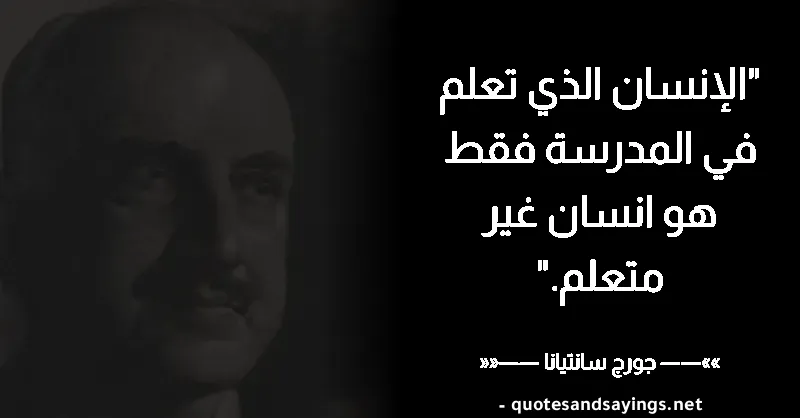 "الإنسان الذي تعلم
في المدرسة فقط
هو انسان غير
متعلم."
»»—— جورج سانتيانا ——««
- quotesandsayings.net